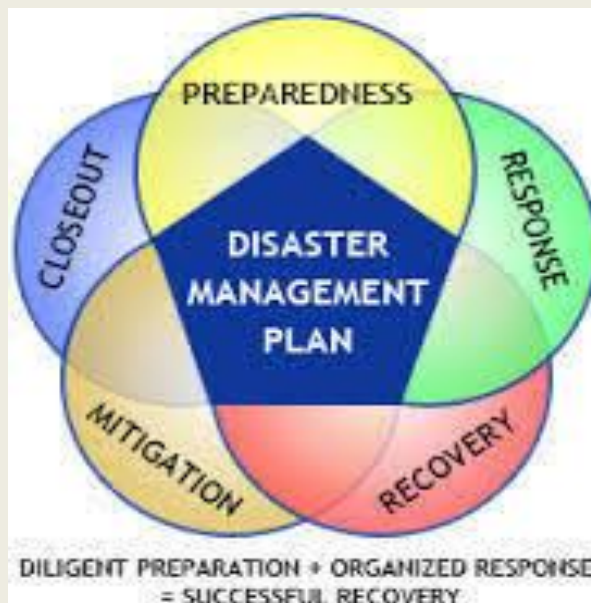 PREPAREDNESS
CLOSEOUT
RESPONSE
DISASTER
MANAGEMENT
PLAN
MITIGATION
RECOVERY
DILIGENT PREPARATION + ORGANIZED RESPONSE
= SUCCESSFUL RECOVERY